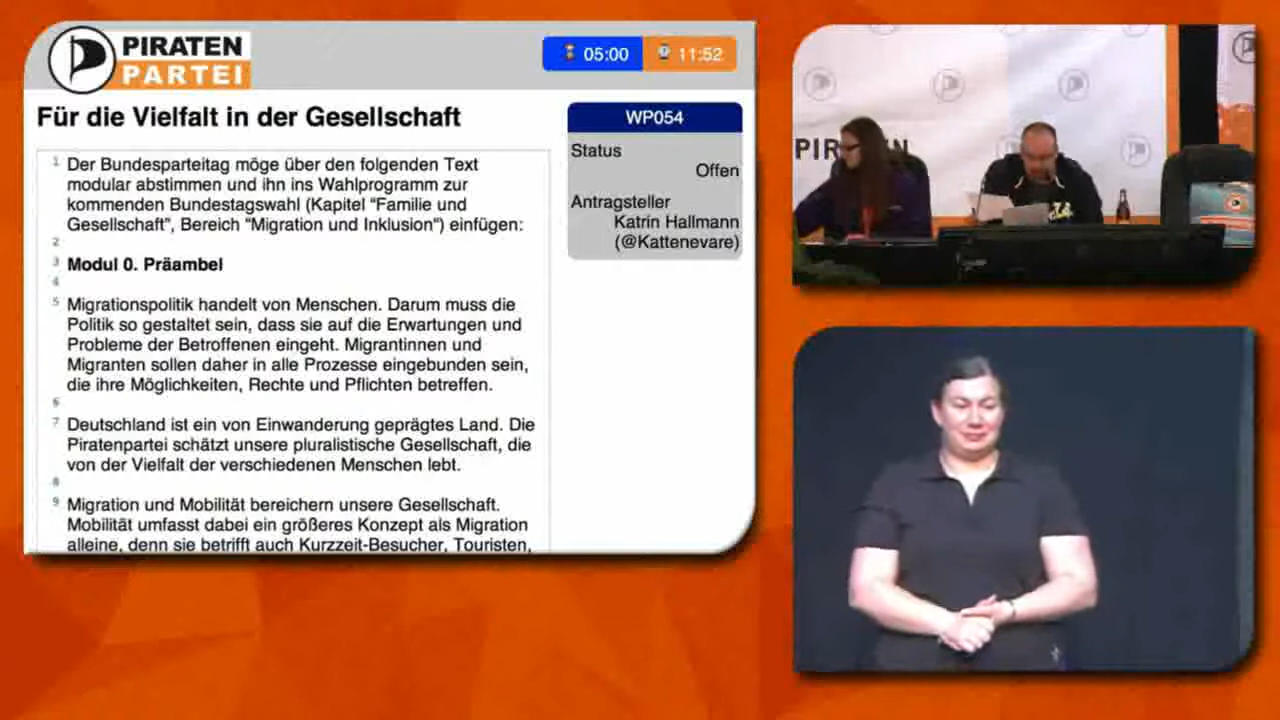 PIRATEN
PARTEI
05:00
11:52
Für die Vielfalt in der Gesellschaft
1 Der Bundesparteitag möge über den folgenden Text
modular abstimmen und ihn ins Wahlprogramm zur
kommenden Bundestagswahl (Kapitel “Familie und
Gesellschaft”, Bereich “Migration und Inklusion“) einfügen:
2
3 Modul 0. Präambel
4
5 Migrationspolitik handelt von Menschen. Darum muss die
Politik so gestaltet sein, dass sie auf die Erwartungen und
Probleme der Betroffenen eingeht. Migrantinnen und
Migranten sollen daher in alle Prozesse eingebunden sein,
die ihre Möglichkeiten, Rechte und Pflichten betreffen.
6
7 Deutschland ist ein von Einwanderung geprägtes Land. Die
Piratenpartei schätzt unsere pluralistische Gesellschaft, die
von der Vielfalt der verschiedenen Menschen lebt.
8
9 Migration und Mobilität bereichern unsere Gesellschaft.
Mobilität umfasst dabei ein größeres Konzept als Migration
alleine, denn sie betrifft auch Kurzzeit-Besucher, Touristen,
WP054
Status
Offen
Antragsteller
Katrin Hallmann
(@Kattenevare)